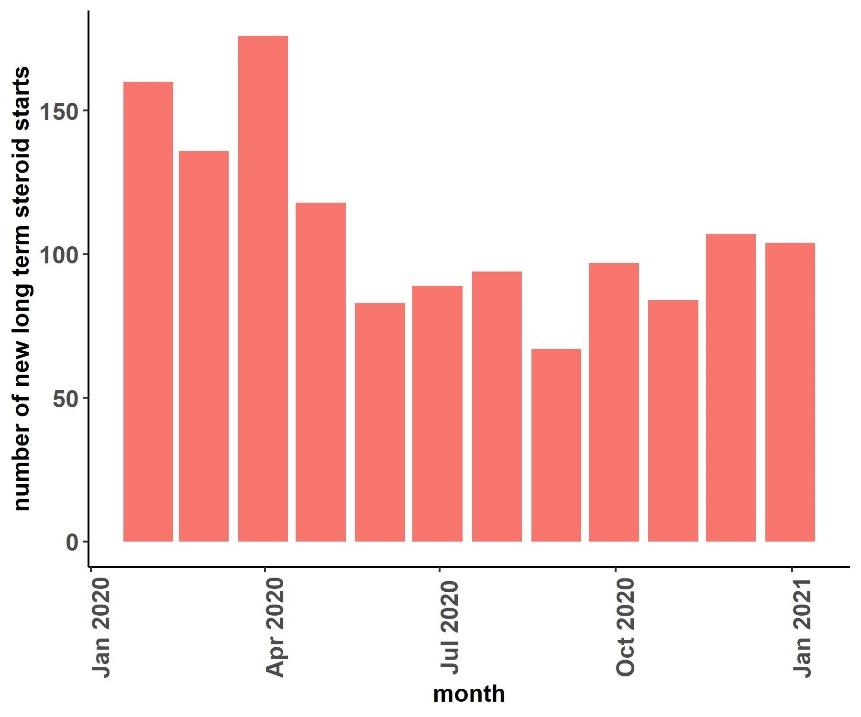 number of new long term steroid starts
150
100
50
0
Jan 2020
Apr 2020
Jul 2020
Oct 2020
Jan 2021
month